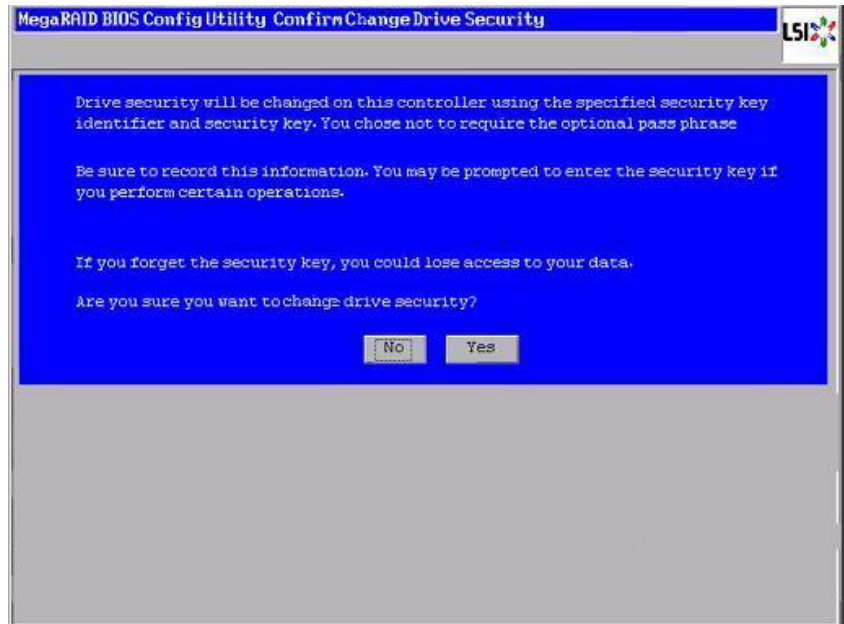 MegaRAID BIOS Config Utility Confirm Change Drive Security
LSI
Drive security will be changed on this controller using the specified security key
identifier and security key. You chose not to require the optional pass phrase
Be sure to record this information. You may be prompted to enter the security key if
you perform certain operations.
If you forget the security key, you could lose access to your data.
Are you sure you want to change drive security?
No
Yes